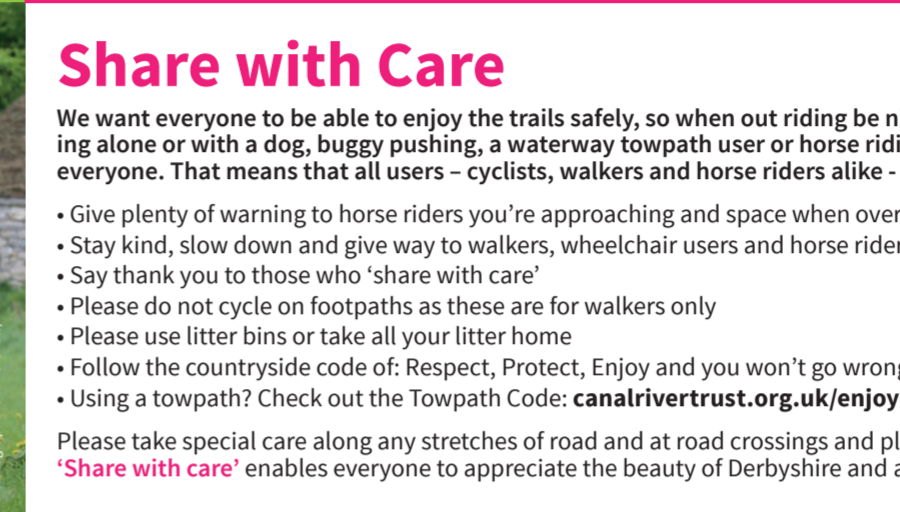 Share with Care
We want everyone to be able to enjoy the trails safely, so when out riding be
ing alone or with a dog, buggy pushing, a waterway towpath user or horse
everyone. That means that all users – cyclists, walkers and horse riders alike -
• Give plenty of warning to horse riders you’re approaching and space when
• Stay kind, slow down and give way to walkers, wheelchair users and horse
• Say thank you to those who ‘share with care’
• Please do not cycle on footpaths as these are for walkers only
• Please use litter bins or take all your litter home
• Follow the countryside code of: Respect, Protect, Enjoy and you won’t go
• Using a towpath? Check out the Towpath Code: canalrivertrust.org.uk/enjoy
Please take special care along any stretches of road and at road crossings and
‘Share with care’ enables everyone to appreciate the beauty of Derbyshire and